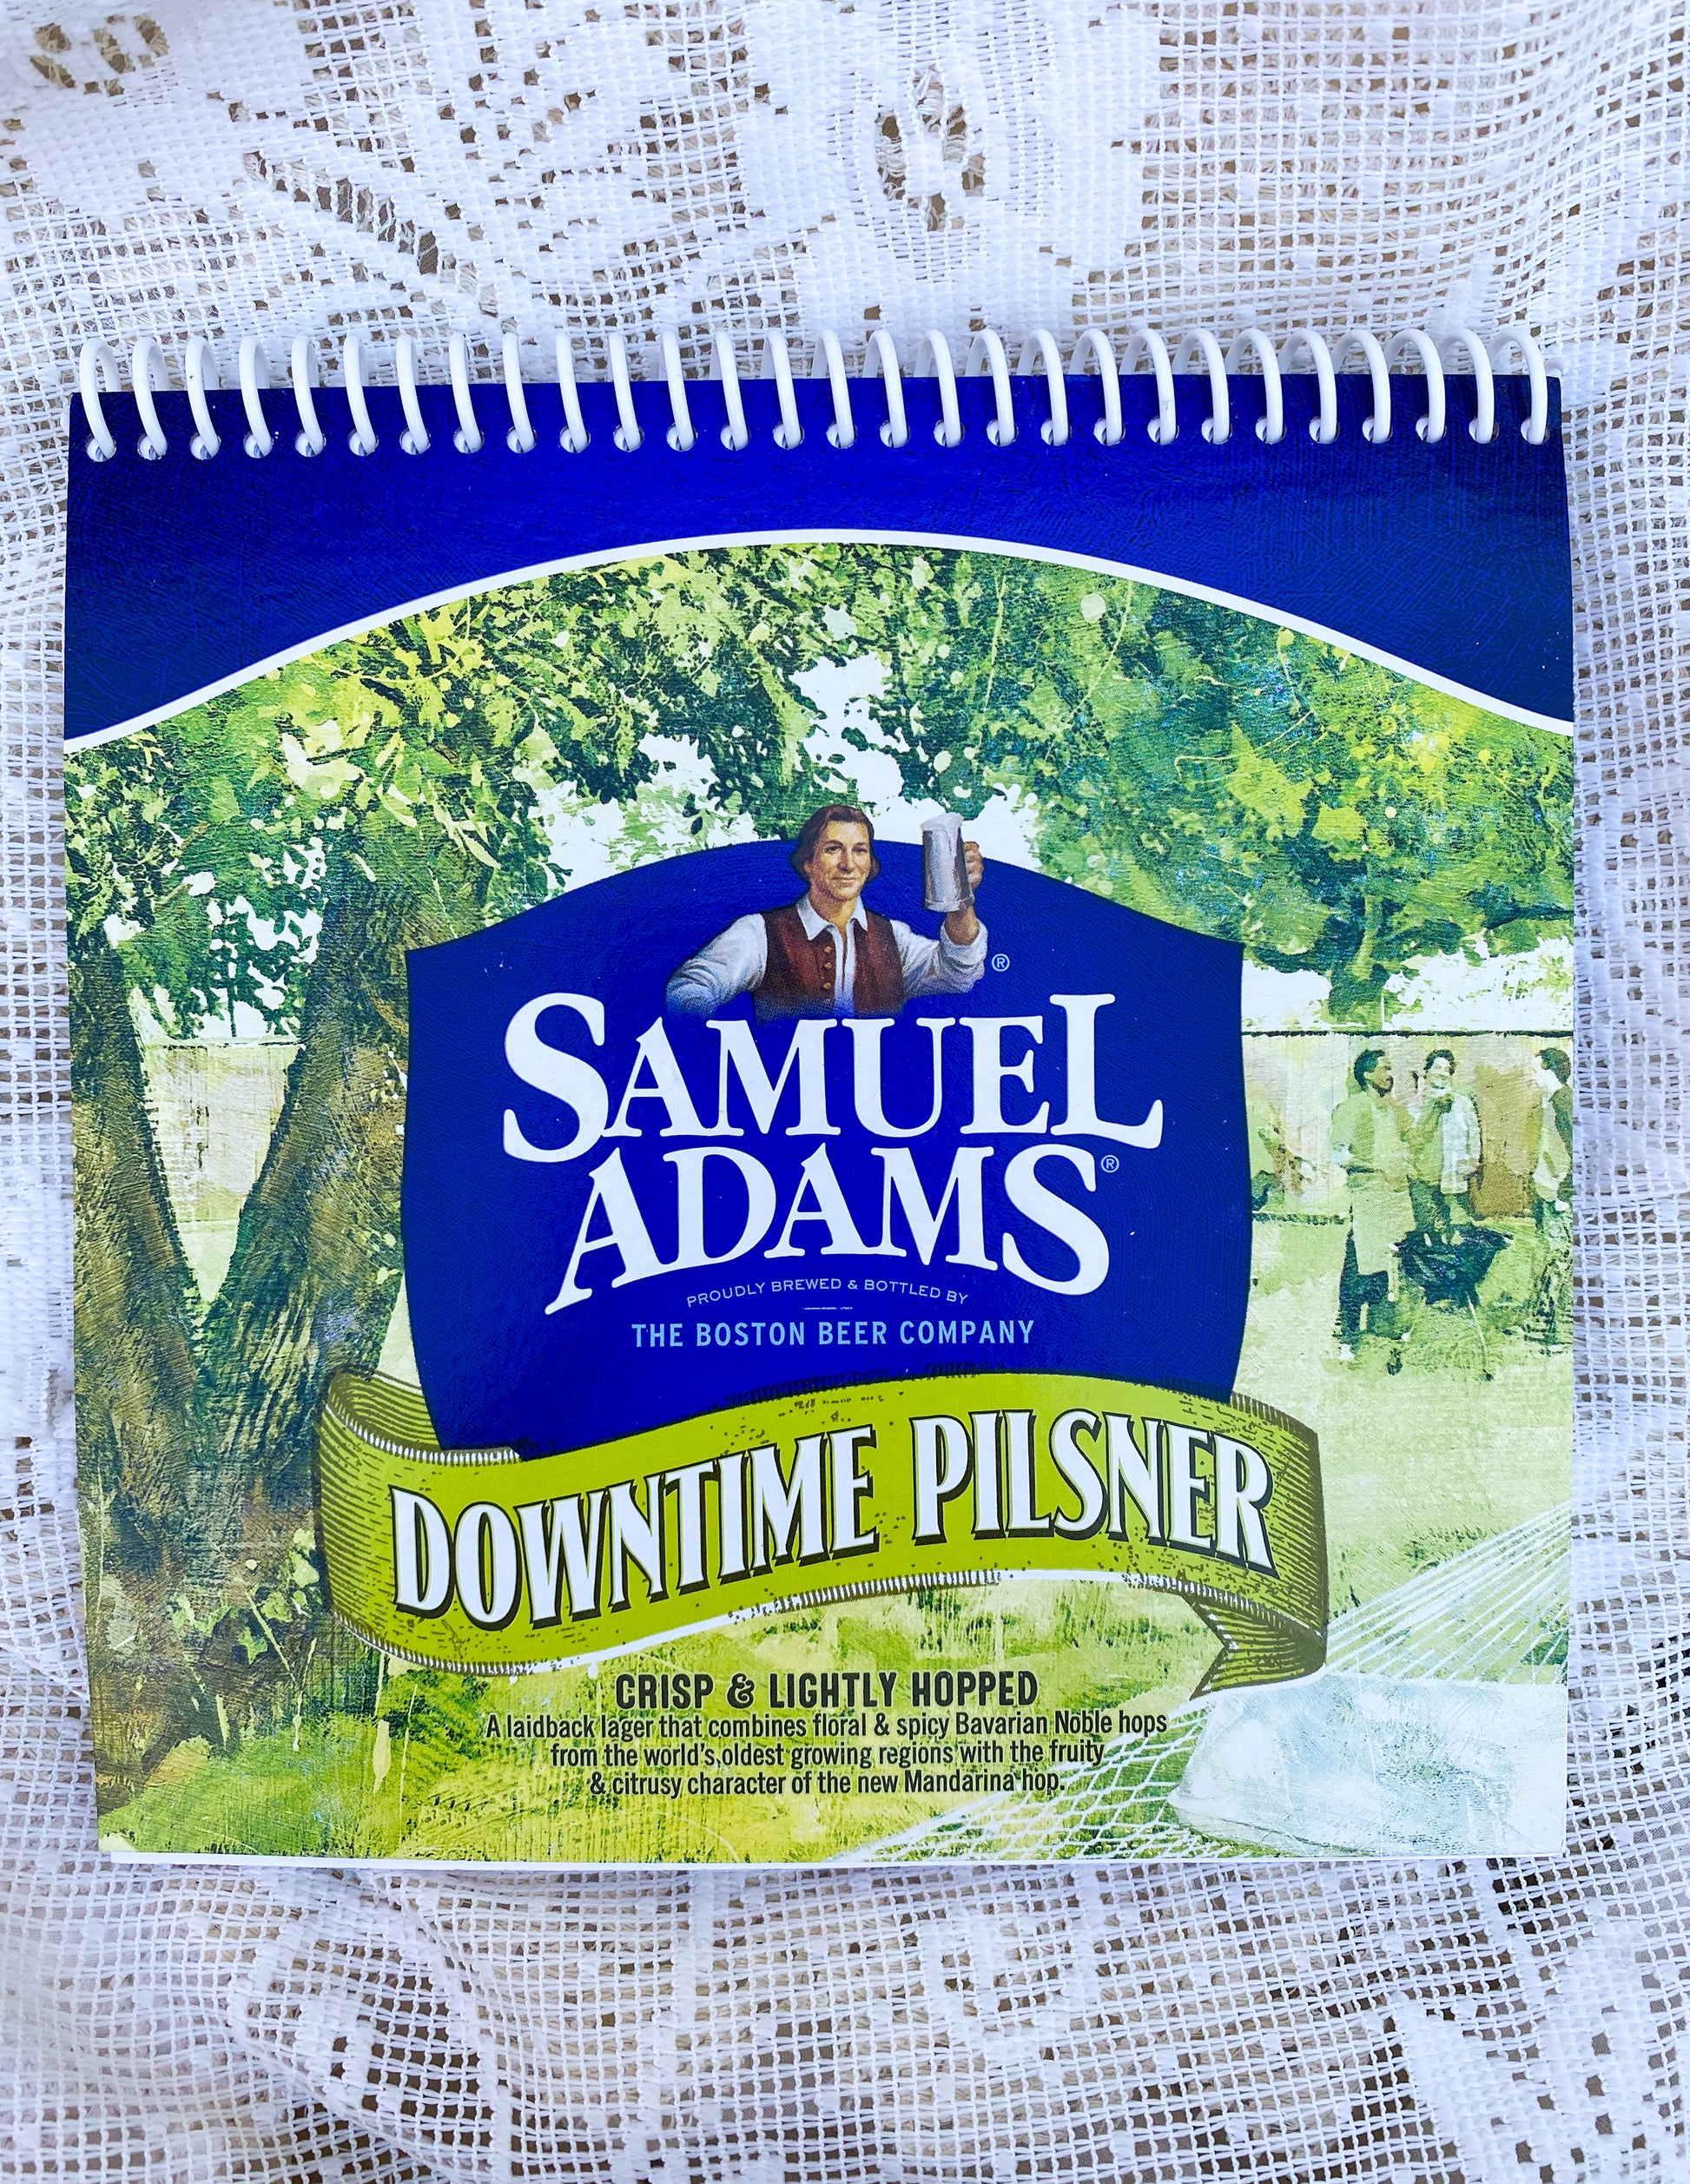 ®
SAMUEL
ADAMS®
PROUDLY BREWED & BOTTLED BY
THE BOSTON BEER COMPANY
DOWNTIME PILSNER
CRISP & LIGHTLY HOPPED
A laidback lager that combines floral & spicy Bavarian Noble hops
from the world's oldest growing regions with the fruity
& citrusy character of the new Mandarina hop.